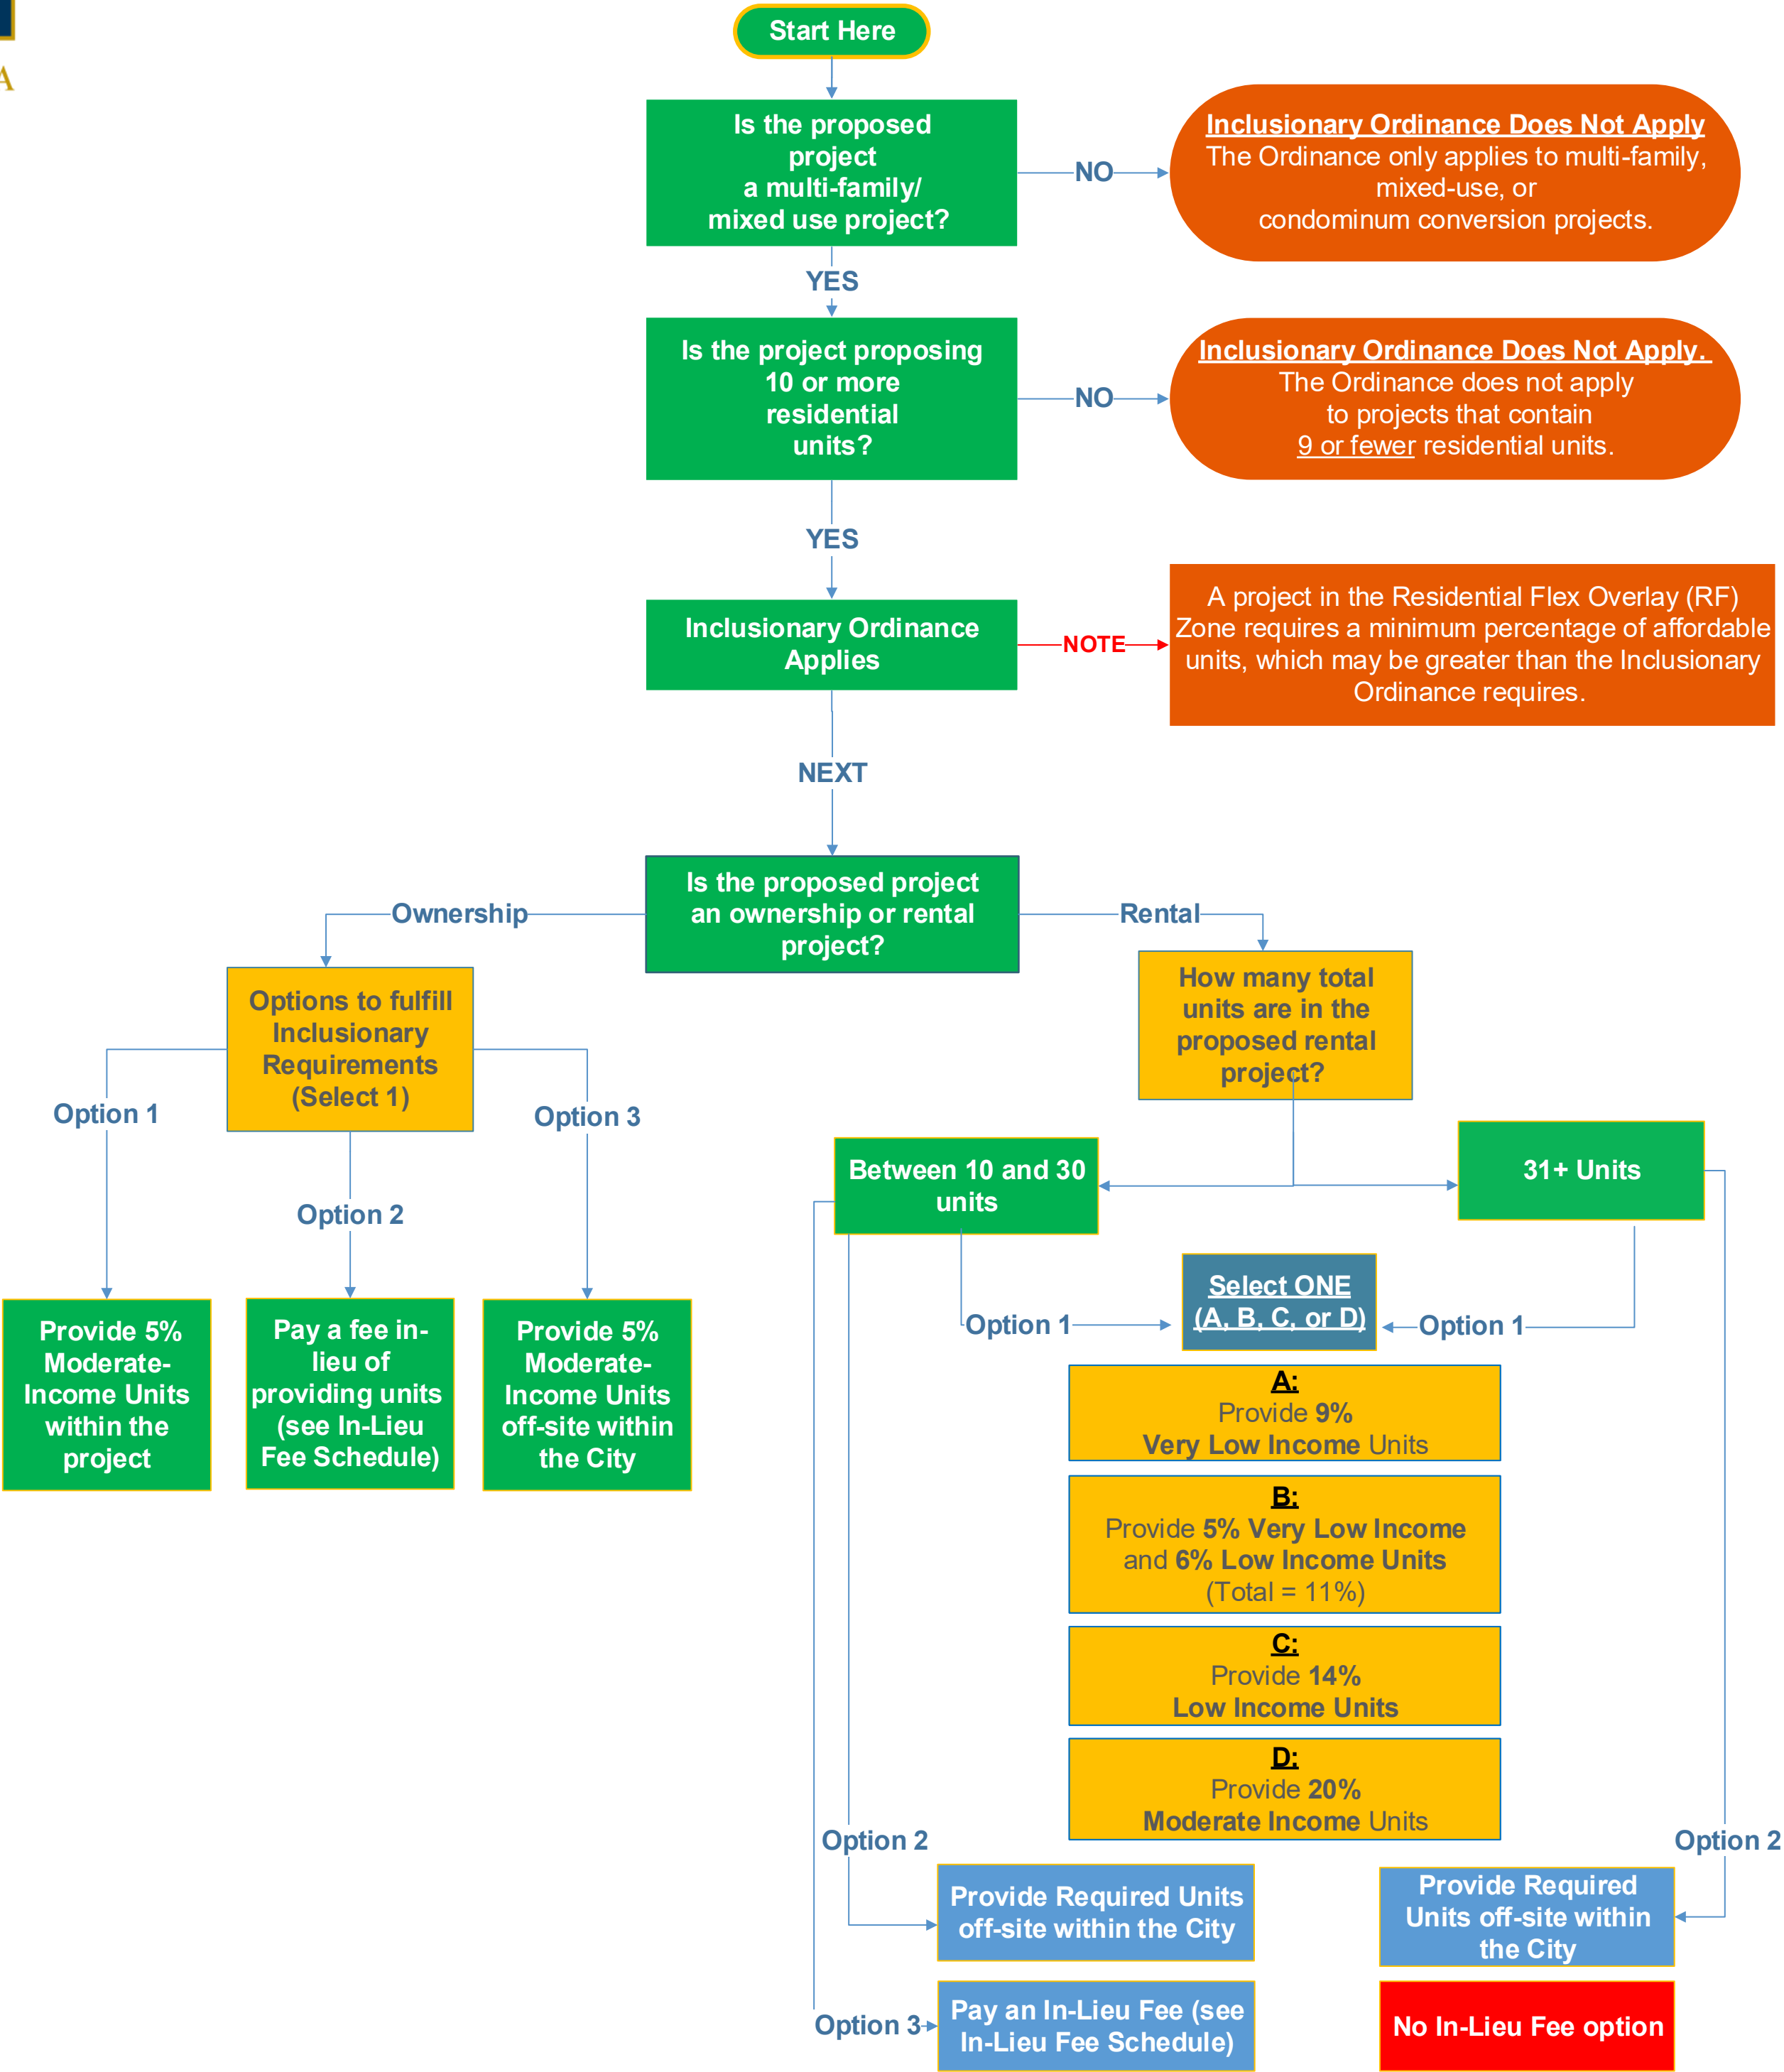 A
Start Here
Is the proposed
project
a multi-family/
mixed use project?
NO
Inclusionary Ordinance Does Not Apply
The Ordinance only applies to multi-family,
mixed-use, or
condominum conversion projects.
YES
Is the project proposing
10 or more
residential
units?
NO
Inclusionary Ordinance Does Not Apply.
The Ordinance does not apply
to projects that contain
9 or fewer residential units.
YES
Inclusionary Ordinance
Applies
NOTE
A project in the Residential Flex Overlay (RF)
Zone requires a minimum percentage of affordable
units, which may be greater than the Inclusionary
Ordinance requires.
NEXT
Is the proposed project
an ownership or rental
project?
Ownership
Rental
Options to fulfill
Inclusionary
Requirements
(Select 1)
Option 1
Option 2
Option 3
Provide 5%
Moderate-
Income Units
within the
project
Pay a fee in-
lieu of
providing units
(see In-Lieu
Fee Schedule)
Provide 5%
Moderate-
Income Units
off-site within
the City
How many total
units are in the
proposed rental
project?
Between 10 and 30
units
31+ Units
Option 1
Select ONE
(A, B, C, or D)
Option 1
A:
Provide 9%
Very Low Income Units
B:
Provide 5% Very Low Income
and 6% Low Income Units
(Total = 11%)
C:
Provide 14%
Low Income Units
D:
Provide 20%
Moderate Income Units
Option 2
Provide Required Units
off-site within the City
Option 2
Provide Required
Units off-site within
the City
Option 3
Pay an In-Lieu Fee (see
In-Lieu Fee Schedule)
No In-Lieu Fee option